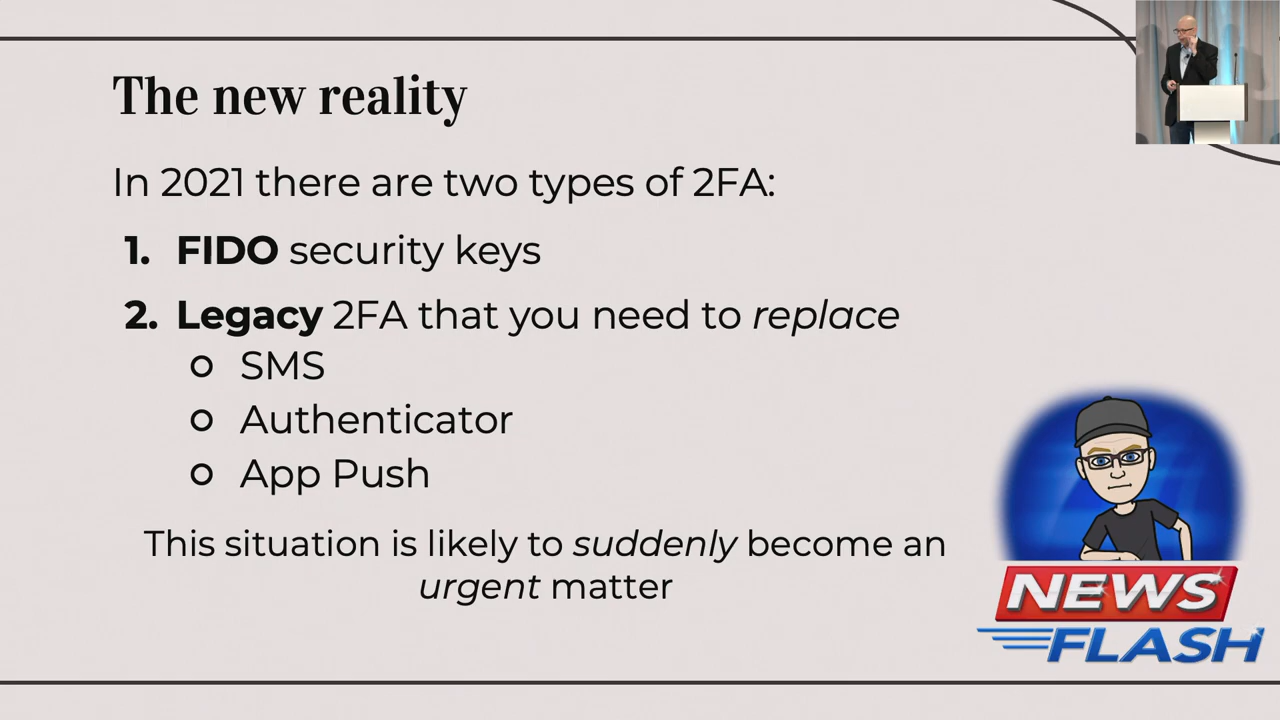 The new reality
In 2021 there are two types of 2FA:
1. FIDO security keys
2. Legacy 2FA that you need to replace
SMS
Authenticator
App Push
This situation is likely to suddenly become an
urgent matter
NEWS
FLASH